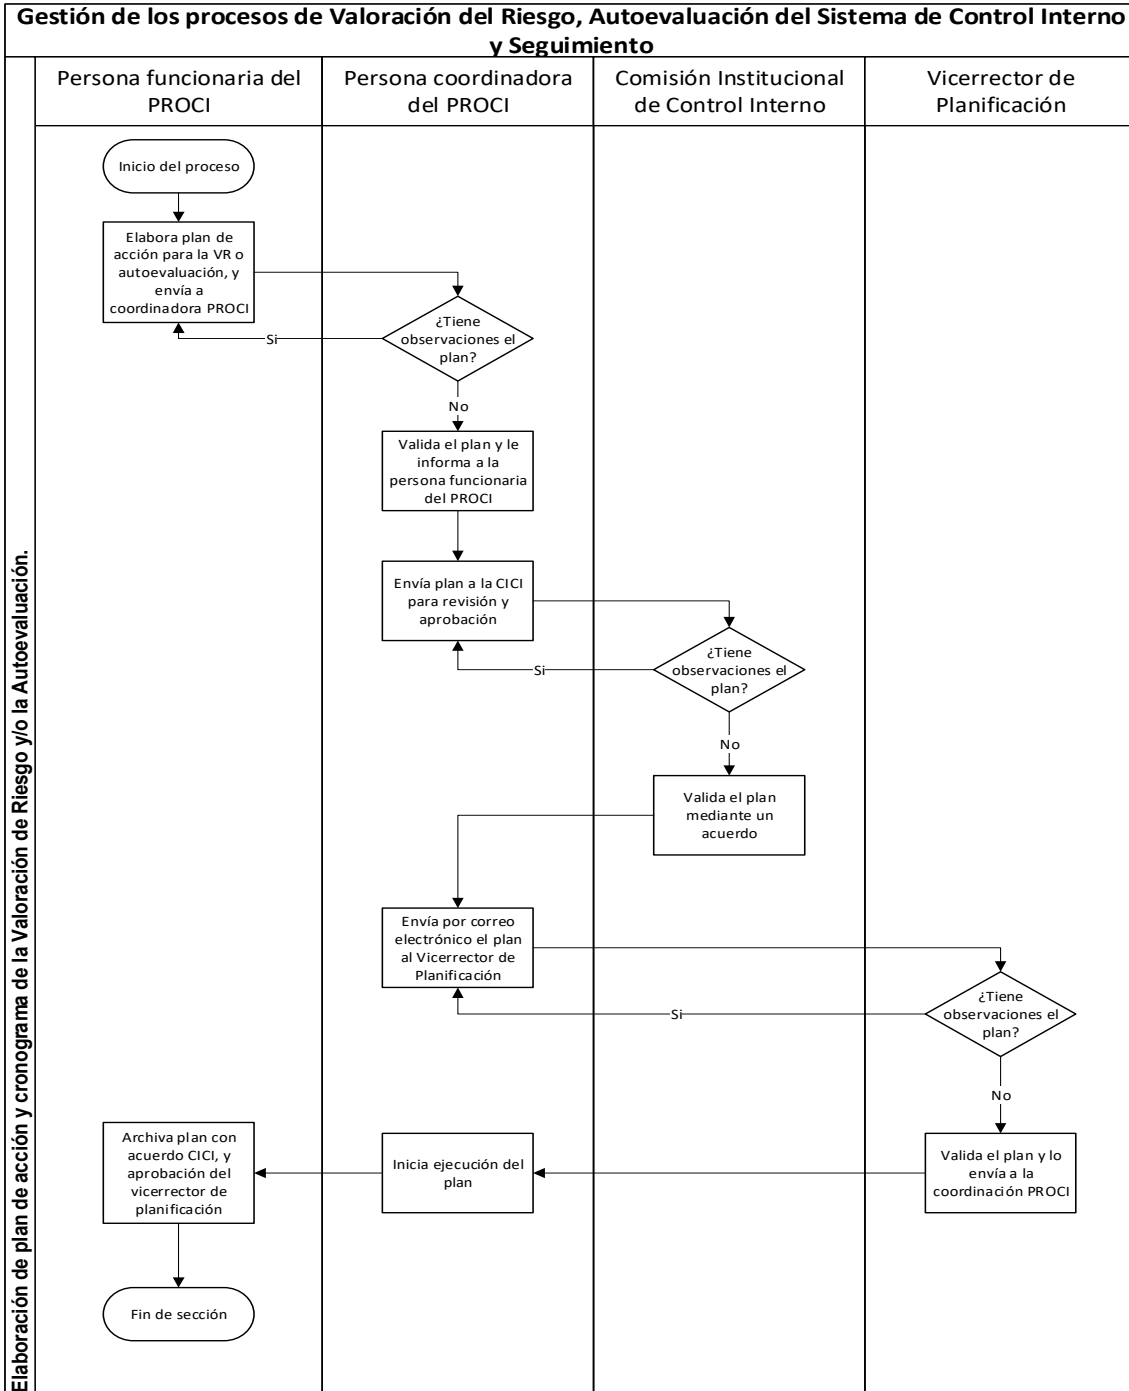 Gestión de los procesos de Valoración del Riesgo, Autoevaluación del Sistema de Control Interno
y Seguimiento
Elaboración de plan de acción y cronograma de la Valoración de Riesgo y/o la Autoevaluación.
Persona funcionaria del
PROCI
Persona coordinadora
del PROCI
Comisión Institucional
de Control Interno
Vicerrector de
Planificación
Inicio del proceso
Elabora plan de
acción para la VR o
autoevaluación, y
envía a
coordinadora PROCI
¿Tiene
observaciones el
plan?
Si
No
Valida el plan y le
informa a la
persona funcionaria
del PROCI
Envía plan a la CICI
para revisión y
aprobación
¿Tiene
observaciones el
plan?
Si
No
Valida el plan
mediante un
acuerdo
Envía por correo
electrónico el plan
al Vicerrector de
Planificación
¿Tiene
observaciones el
plan?
Si
No
Valida el plan y lo
envía a la
coordinación PROCI
Inicia ejecución del
plan
Archiva plan con
acuerdo CICI, y
aprobación del
vicerrector de
planificación
Fin de sección